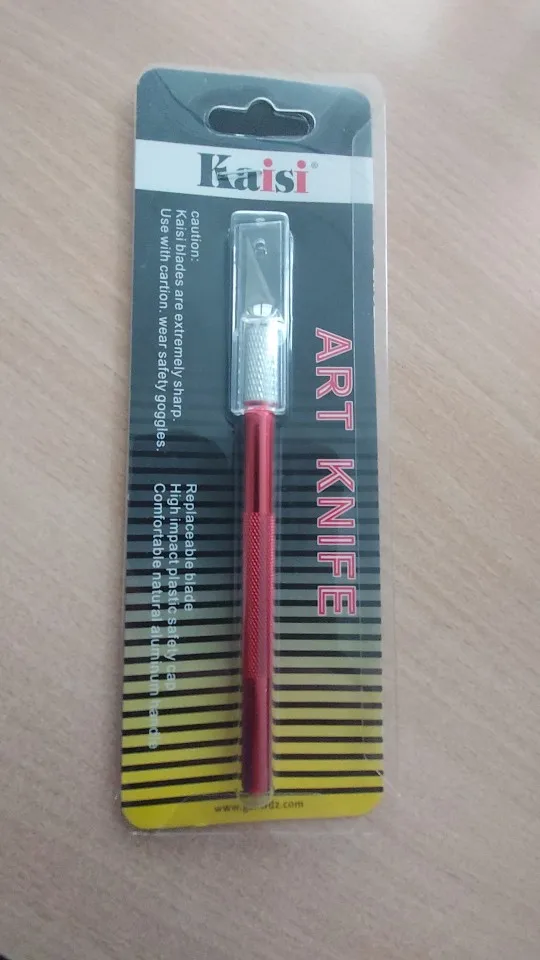 Kaisi®
caution:
Kaisi blades are extremely sharp.
Use with cartion. wear safety goggles.
ART KNIFE
Replaceable blade
High impact plastic safety cap
Comfortable natural aluminum handle